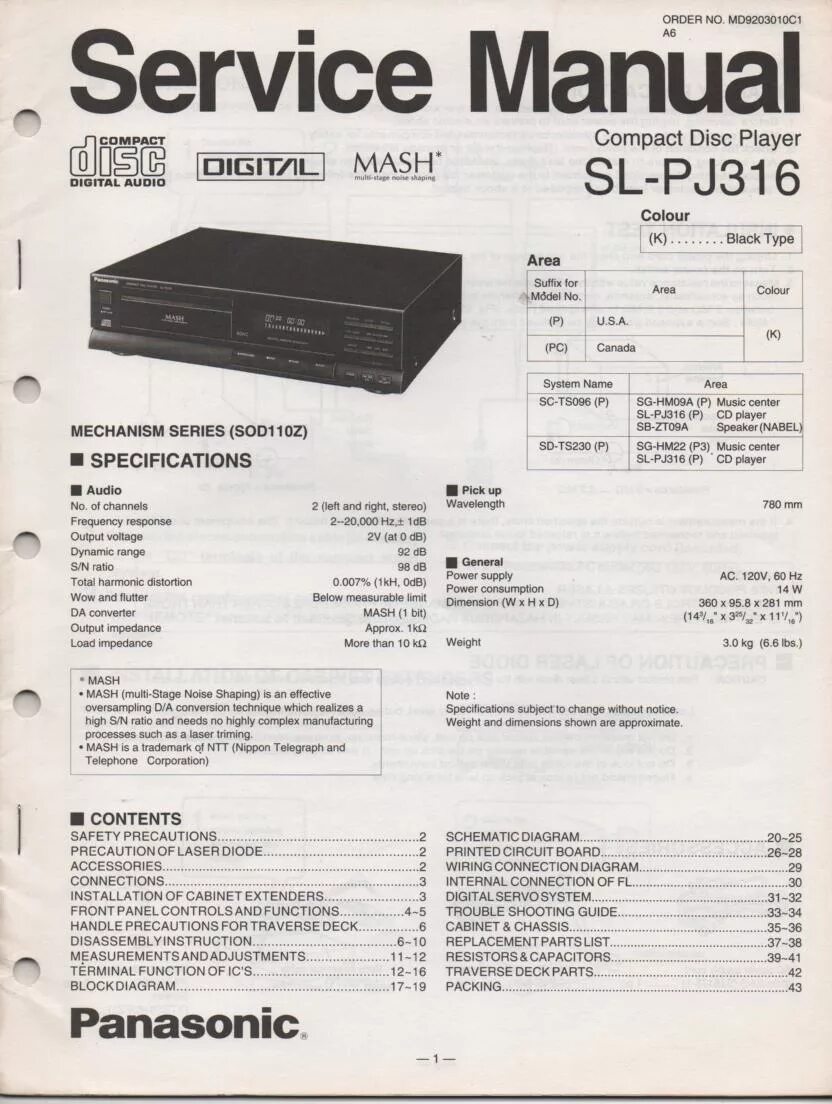 ORDER NO. MD9203010C1
A6
Service Manual
COMPACT
disc
DIGITAL AUDIO
DIGITAL
MASH*
multi-stage noise shaping
Compact Disc Player
SL-PJ316
Colour
(K) ........ Black Type
Area
Suffix for Model No. Area Colour
(P) U.S.A. (K)
(PC) Canada
System Name Area
SC-TS096 (P) SG-HM09A (P) Music center
SL-PJ316 (P) CD player
SB-ZT09A Speaker (NABEL)
SD-TS230 (P) SG-HM22 (P3) Music center
SL-PJ316 (P) CD player
Panasonic
MASH
MECHANISM SERIES (SOD110Z)
■ SPECIFICATIONS
■ Audio
No. of channels 2 (left and right, stereo)
Frequency response 2--20,000 Hz,± 1dB
Output voltage 2V (at 0 dB)
Dynamic range 92 dB
S/N ratio 98 dB
Total harmonic distortion 0.007% (1kH, 0dB)
Wow and flutter Below measurable limit
DA converter MASH (1 bit)
Output impedance Approx. 1kΩ
Load impedance More than 10 kΩ
■ Pick up
Wavelength 780 mm
■ General
Power supply AC. 120V, 60 Hz
Power consumption 14 W
Dimension (W x H x D) 360 x 95.8 x 281 mm
(14 3/16" x 3 25/32" x 11 1/16")
Weight 3.0 kg (6.6 lbs.)
Note :
Specifications subject to change without notice.
Weight and dimensions shown are approximate.
* MASH
• MASH (multi-Stage Noise Shaping) is an effective
oversampling D/A conversion technique which realizes a
high S/N ratio and needs no highly complex manufacturing
processes such as a laser triming.
• MASH is a trademark of NTT (Nippon Telegraph and
Telephone Corporation)
■ CONTENTS
SAFETY PRECAUTIONS 2
PRECAUTION OF LASER DIODE 2
ACCESSORIES 2
CONNECTIONS 3
INSTALLATION OF CABINET EXTENDERS 3
FRONT PANEL CONTROLS AND FUNCTIONS 4~5
HANDLE PRECAUTIONS FOR TRAVERSE DECK 6
DISASSEMBLY INSTRUCTION 6~10
MEASUREMENTS AND ADJUSTMENTS 11~12
TERMINAL FUNCTION OF IC'S 12~16
BLOCK DIAGRAM 17~19
SCHEMATIC DIAGRAM 20~25
PRINTED CIRCUIT BOARD 26~28
WIRING CONNECTION DIAGRAM 29
INTERNAL CONNECTION OF FL 30
DIGITAL SERVO SYSTEM 31~32
TROUBLE SHOOTING GUIDE 33~34
CABINET & CHASSIS 35~36
REPLACEMENT PARTS LIST 37~38
RESISTORS & CAPACITORS 39~41
TRAVERSE DECK PARTS 42
PACKING 43
Panasonic®
— 1 —